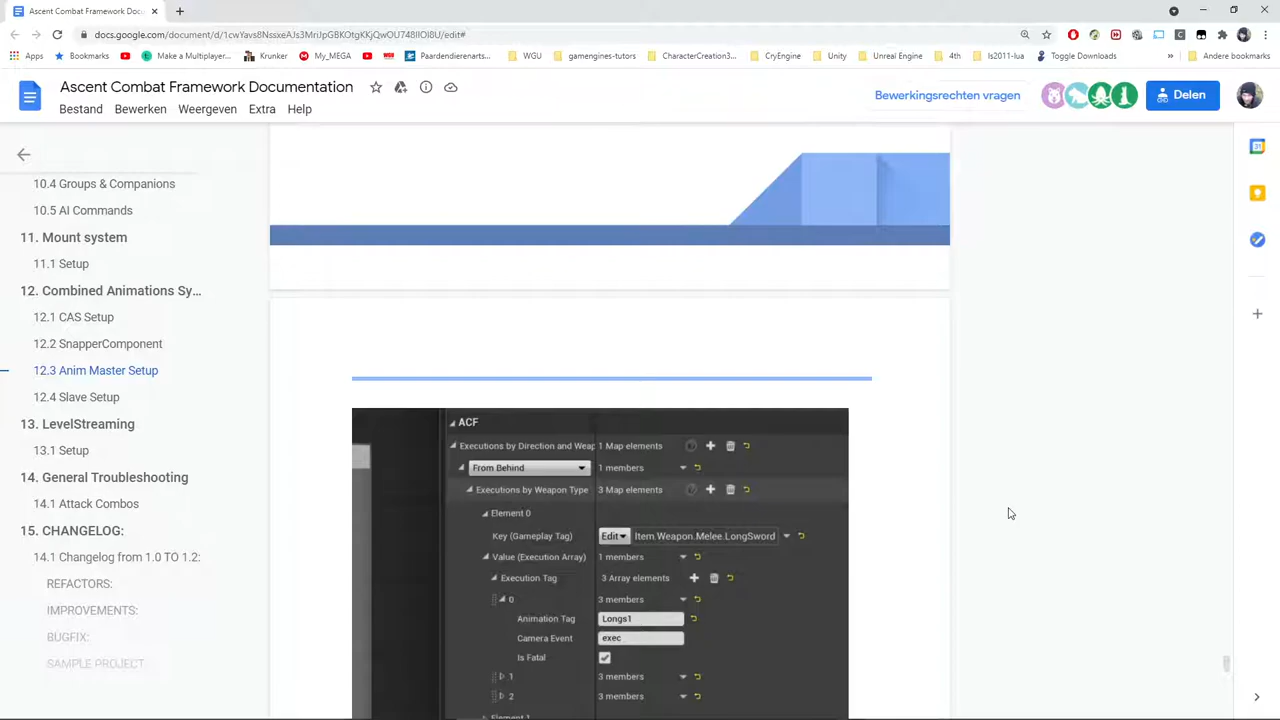 Ascent Combat Framework Docum
docs.google.com/document/d/1cwYavs8NssxeAJs3MriJpG8KOtgKKjQwOU748lIOi8U/edit#
Apps
Bookmarks
Make a Multiplayer...
Krunker
My_MEGA
Paardendierenarts...
WGU
gamengines-tutors
CharacterCreation3...
CryEngine
Unity
Unreal Engine
4th
ls2011-lua
Toggle Downloads
Andere bookmarks
Ascent Combat Framework Documentation
Bestand
Bewerken
Weergeven
Extra
Help
Bewerkingsrechten vragen
Delen
10.4 Groups & Companions
10.5 AI Commands
11. Mount system
11.1 Setup
12. Combined Animations Sy...
12.1 CAS Setup
12.2 SnapperComponent
12.3 Anim Master Setup
12.4 Slave Setup
13. LevelStreaming
13.1 Setup
14. General Troubleshooting
14.1 Attack Combos
15. CHANGELOG:
14.1 Changelog from 1.0 TO 1.2:
REFACTORS:
IMPROVEMENTS:
BUGFIX:
SAMPLE PROJECT
ACF
Executions by Direction and Weap 1 Map elements
From Behind 1 members
Executions by Weapon Type 3 Map elements
Element 0
Key (Gameplay Tag) Edit Item.Weapon.Melee.LongSword
Value (Execution Array) 1 members
Execution Tag 3 Array elements
0 3 members
Animation Tag Longs1
Camera Event exec
Is Fatal
1 3 members
2 3 members
Element 1
31